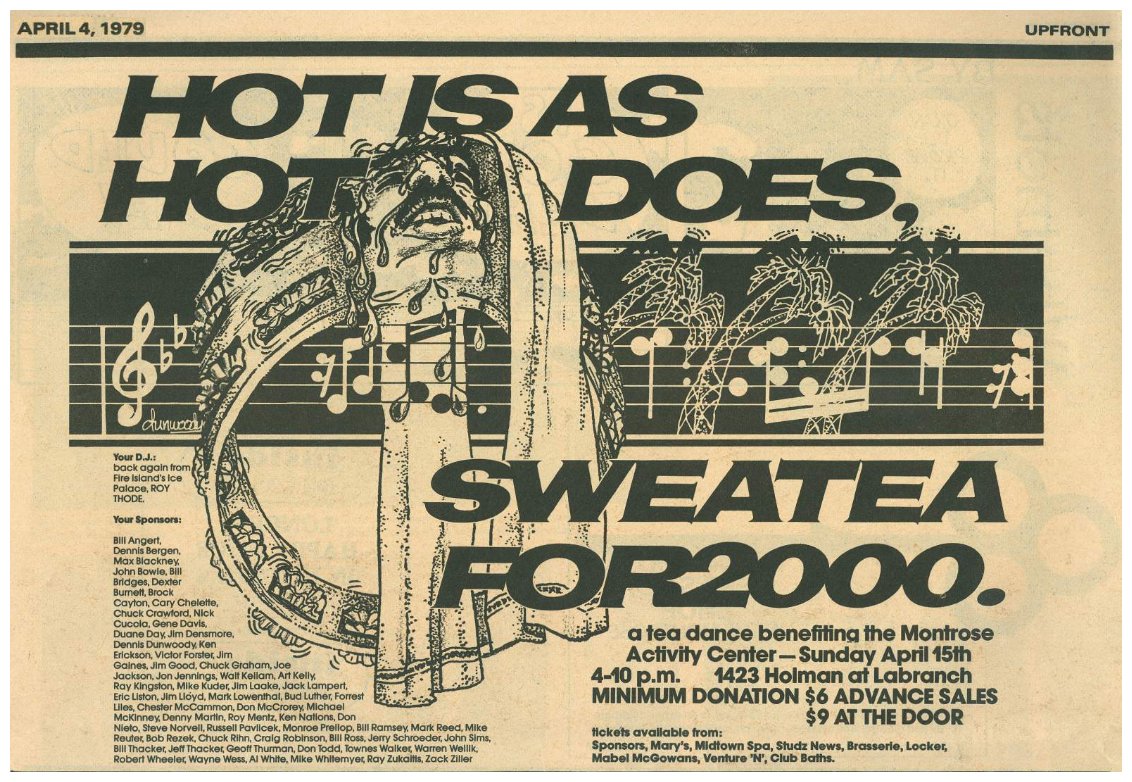 APRIL 4, 1979
UPFRONT
HOT IS AS
HOT DOES,
dunwoody
Your D.J.:
back again from
Fire Island's Ice
Palace, ROY
THODE.
Your Sponsors:
Bill Angert,
Dennis Bergen,
Max Blackney,
John Bowie, Bill
Bridges, Dexter
Burnett, Brock
Cayton, Cary Chelette,
Chuck Crawford, Nick
Cucola, Gene Davis,
Duane Day, Jim Densmore,
Dennis Dunwoody, Ken
Erickson, Victor Forster, Jim
Gaines, Jim Good, Chuck Graham, Joe
Jackson, Jon Jennings, Walt Kellam, Art Kelly,
Ray Kingston, Mike Kuder, Jim Laake, Jack Lampert,
Eric Liston, Jim Lloyd, Mark Lowenthal, Bud Luther, Forrest
Liles, Chester McCammon, Don McCrorey, Michael
McKinney, Denny Martin, Roy Mentz, Ken Nations, Don
Nieto, Steve Norvell, Russell Pavlicek, Monroe Prellop, Bill Ramsey, Mark Reed, Mike
Reuter, Bob Rezek, Chuck Rihn, Craig Robinson, Bill Ross, Jerry Schroeder, John Sims,
Bill Thacker, Jeff Thacker, Geoff Thurman, Don Todd, Townes Walker, Warren Wellik,
Robert Wheeler, Wayne Wess, Al White, Mike Whitemyer, Ray Zukaitis, Zack Ziller
SWEATEA
FOR2000.
a tea dance benefiting the Montrose
Activity Center—Sunday April 15th
4-10 p.m. 1423 Holman at Labranch
MINIMUM DONATION $6 ADVANCE SALES
$9 AT THE DOOR
tickets available from:
Sponsors, Mary's, Midtown Spa, Studz News, Brasserie, Locker,
Mabel McGowans, Venture 'N', Club Baths.